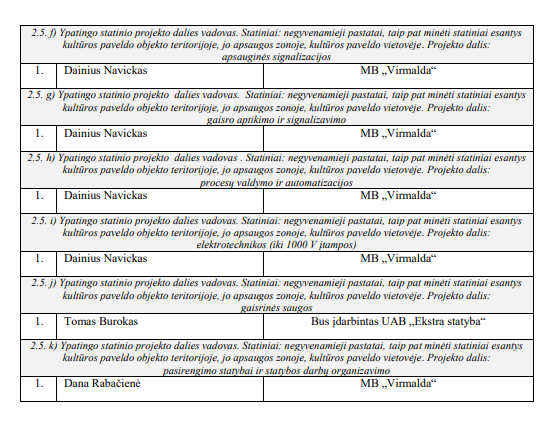 2.5. f) Ypatingo statinio projekto dalies vadovas. Statiniai: negyvenamieji pastatai, taip pat minėti statiniai esantys
kultūros paveldo objekto teritorijoje, jo apsaugos zonoje, kultūros paveldo vietovėje. Projekto dalis:
apsauginės signalizacijos
1. Dainius Navickas MB „Virmalda“
2.5. g) Ypatingo statinio projekto dalies vadovas. Statiniai: negyvenamieji pastatai, taip pat minėti statiniai esantys
kultūros paveldo objekto teritorijoje, jo apsaugos zonoje, kultūros paveldo vietovėje. Projekto dalis:
gaisro aptikimo ir signalizavimo
1. Dainius Navickas MB „Virmalda“
2.5. h) Ypatingo statinio projekto dalies vadovas . Statiniai: negyvenamieji pastatai, taip pat minėti statiniai esantys
kultūros paveldo objekto teritorijoje, jo apsaugos zonoje, kultūros paveldo vietovėje. Projekto dalis:
procesų valdymo ir automatizacijos
1. Dainius Navickas MB „Virmalda“
2.5. i) Ypatingo statinio projekto dalies vadovas. Statiniai: negyvenamieji pastatai, taip pat minėti statiniai esantys
kultūros paveldo objekto teritorijoje, jo apsaugos zonoje, kultūros paveldo vietovėje. Projekto dalis:
elektrotechnikos (iki 1000 V įtampos)
1. Dainius Navickas MB „Virmalda“
2.5. j) Ypatingo statinio projekto dalies vadovas. Statiniai: negyvenamieji pastatai, taip pat minėti statiniai esantys
kultūros paveldo objekto teritorijoje, jo apsaugos zonoje, kultūros paveldo vietovėje. Projekto dalis:
gaisrinės saugos
1. Tomas Burokas Bus įdarbintas UAB „Ekstra statyba“
2.5. k) Ypatingo statinio projekto dalies vadovas. Statiniai: negyvenamieji pastatai, taip pat minėti statiniai esantys
kultūros paveldo objekto teritorijoje, jo apsaugos zonoje, kultūros paveldo vietovėje. Projekto dalis:
pasirengimo statybai ir statybos darbų organizavimo
1. Dana Rabačienė MB „Virmalda“